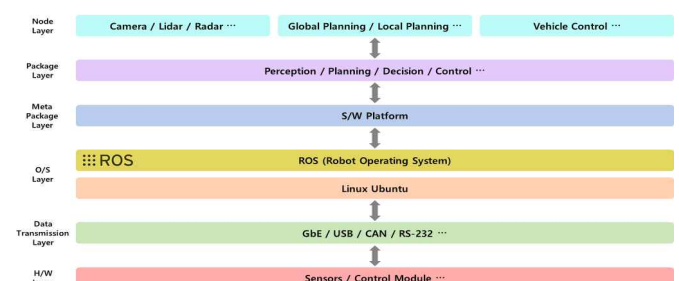 Node
Layer
Camera / Lidar / Radar ⋯
Global Planning / Local Planning ⋯
Vehicle Control ⋯
Package
Layer
Perception / Planning / Decision / Control ⋯
Meta
Package
Layer
S/W Platform
O/S
Layer
ROS
ROS (Robot Operating System)
Linux Ubuntu
Data
Transmission
Layer
GbE / USB / CAN / RS-232 ⋯
H/W
Sensors / Control Module ⋯